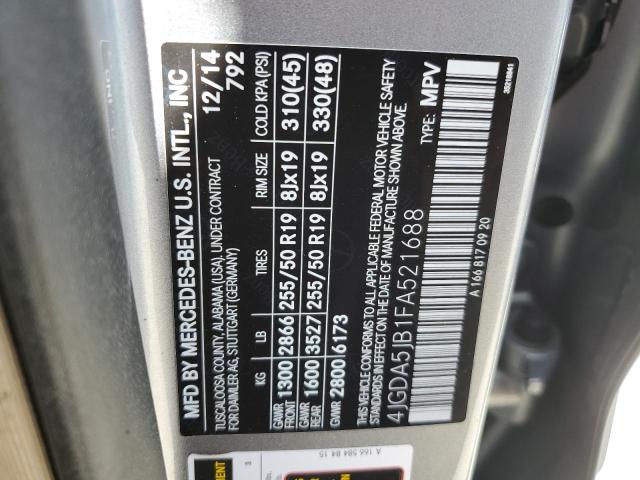 MFD BY MERCEDES-BENZ U.S. INTL., INC
TUSCALOOSA COUNTY, ALABAMA (USA). UNDER CONTRACT 12/14
FOR DAIMLER AG, STUTTGART (GERMANY) 792
KG LB TIRES RIM SIZE COLD KPA (PSI)
GAWR FRONT 1300 2866 255/50 R19 8Jx19 310(45)
GAWR REAR 1600 3527 255/50 R19 8Jx19 330(48)
GVWR 2800 6173
THIS VEHICLE CONFORMS TO ALL APPLICABLE FEDERAL MOTOR VEHICLE SAFETY
STANDARDS IN EFFECT ON THE DATE OF MANUFACTURE SHOWN ABOVE.
4JGDA5JB1FA521688 TYPE: MPV
A 166 817 09 20 35218841
A 166 584 84 15